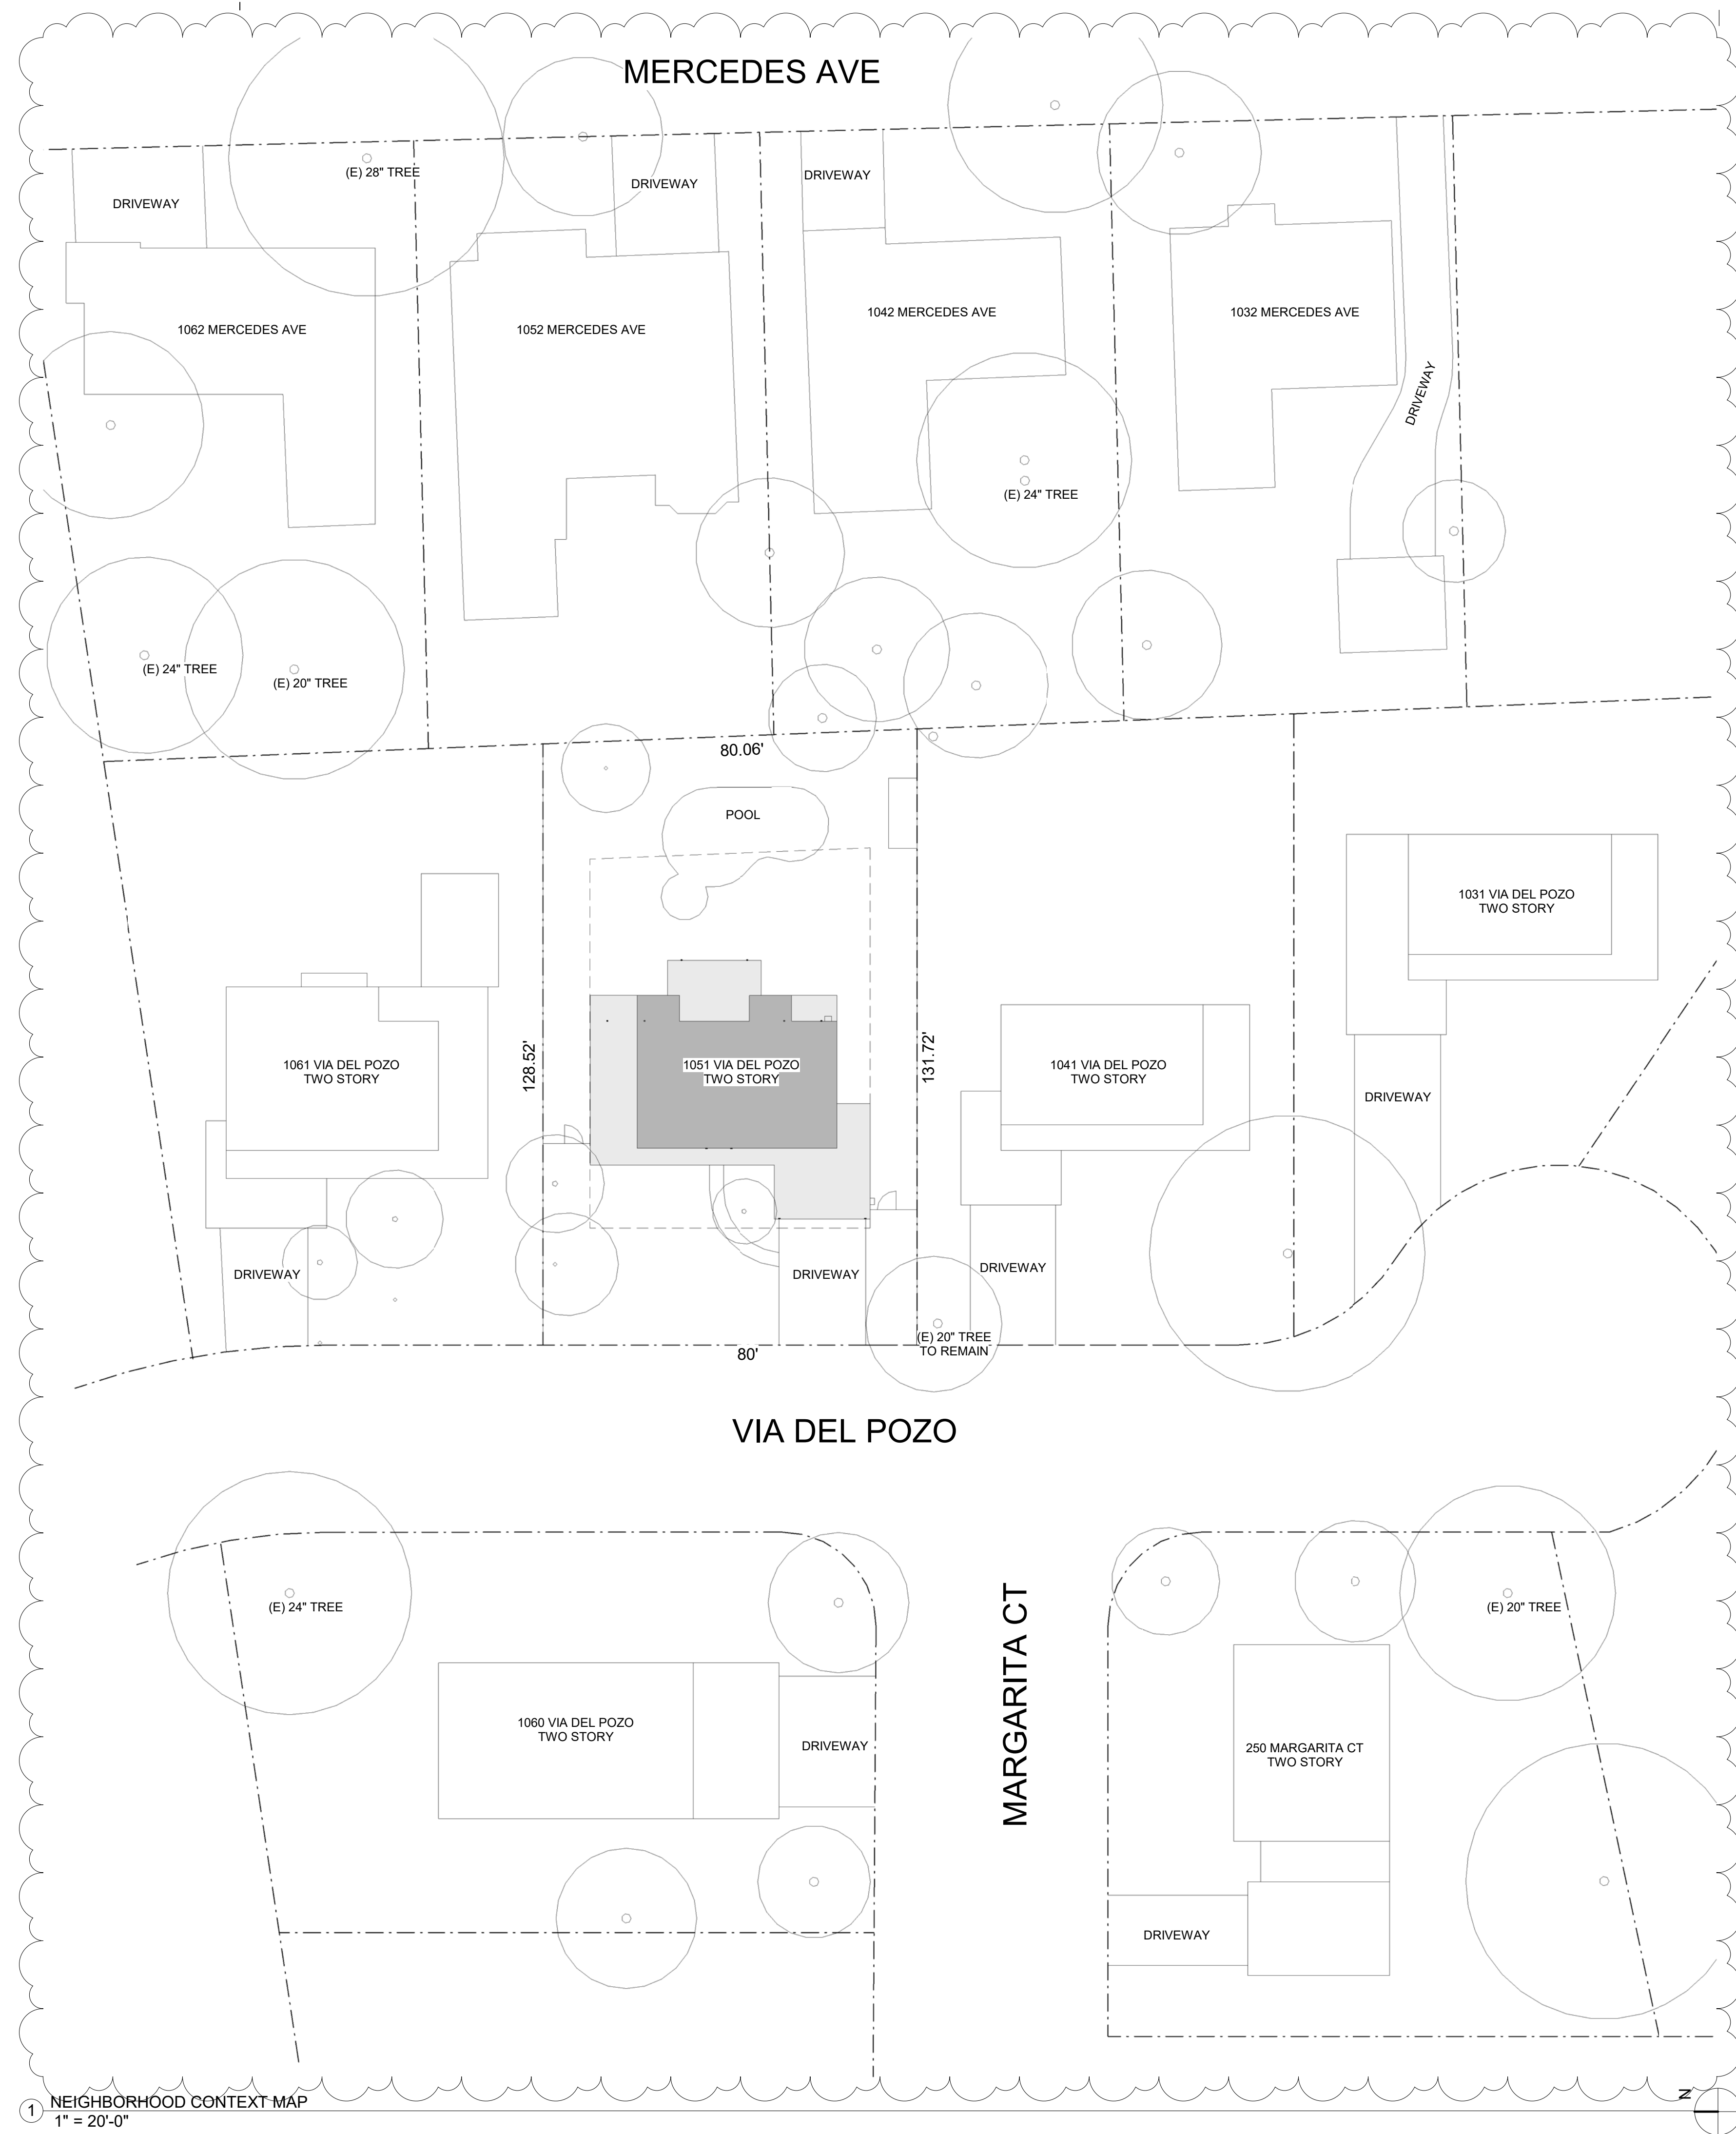 MERCEDES AVE
(E) 28" TREE
DRIVEWAY
DRIVEWAY
DRIVEWAY
1062 MERCEDES AVE
1052 MERCEDES AVE
1042 MERCEDES AVE
1032 MERCEDES AVE
DRIVEWAY
(E) 24" TREE
(E) 24" TREE
(E) 20" TREE
80.06'
POOL
1031 VIA DEL POZO
TWO STORY
128.52'
131.72'
1061 VIA DEL POZO
TWO STORY
1051 VIA DEL POZO
TWO STORY
1041 VIA DEL POZO
TWO STORY
DRIVEWAY
DRIVEWAY
DRIVEWAY
DRIVEWAY
(E) 20" TREE
TO REMAIN
80'
VIA DEL POZO
(E) 24" TREE
(E) 20" TREE
MARGARITA CT
1060 VIA DEL POZO
TWO STORY
DRIVEWAY
250 MARGARITA CT
TWO STORY
DRIVEWAY
1 NEIGHBORHOOD CONTEXT MAP
1" = 20'-0"
N